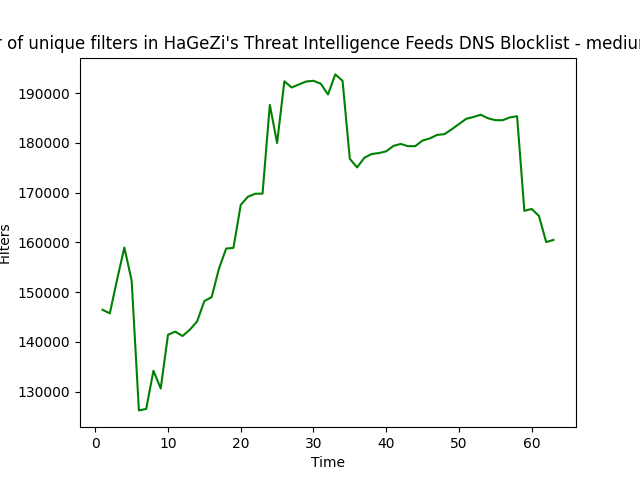 r of unique filters in HaGeZi's Threat Intelligence Feeds DNS Blocklist - mediu
190000
180000
170000
160000
150000
140000
130000
Filters
0 10 20 30 40 50 60
Time